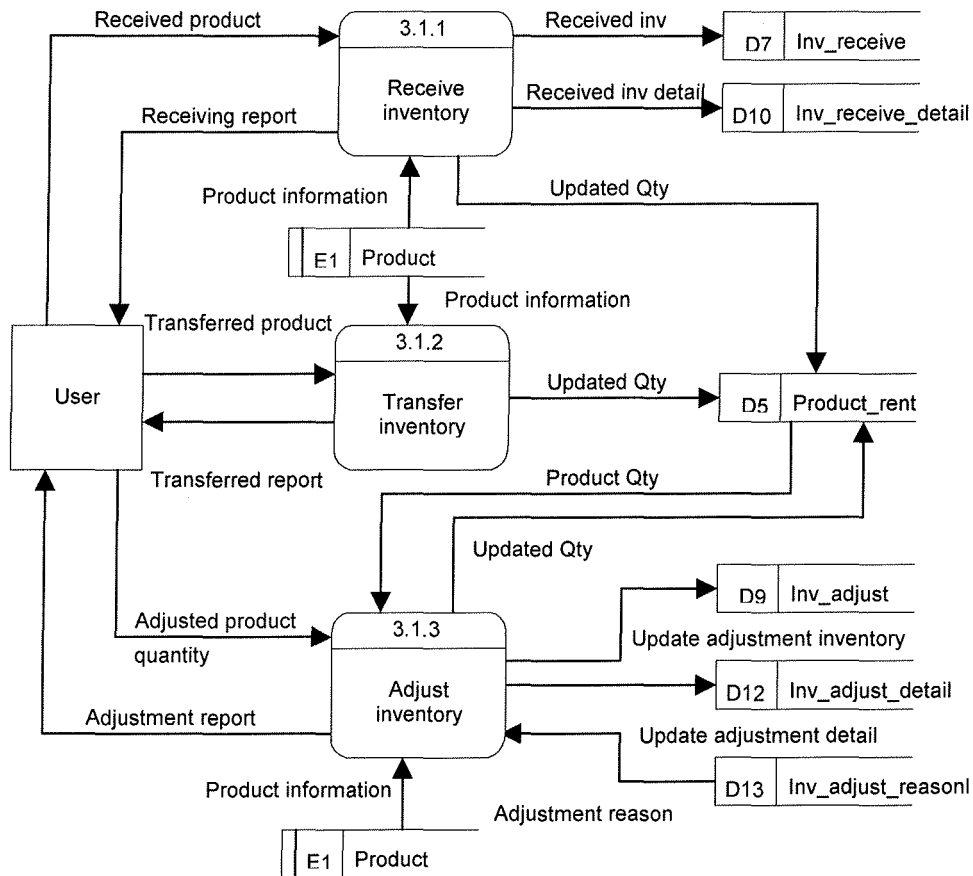 Received product
3.1.1
Received inv
D7 Inv_receive
Receive
inventory
Received inv detail
D10 Inv_receive_detail
Receiving report
Product information
Updated Qty
E1 Product
Product information
Transferred product
3.1.2
User
Transfer
inventory
Updated Qty
D5 Product_rent
Transferred report
Product Qty
Updated Qty
D9 Inv_adjust
Adjusted product
quantity
3.1.3
Update adjustment inventory
Adjust
inventory
D12 Inv_adjust_detail
Adjustment report
Update adjustment detail
D13 Inv_adjust_reasonl
Product information
Adjustment reason
E1 Product